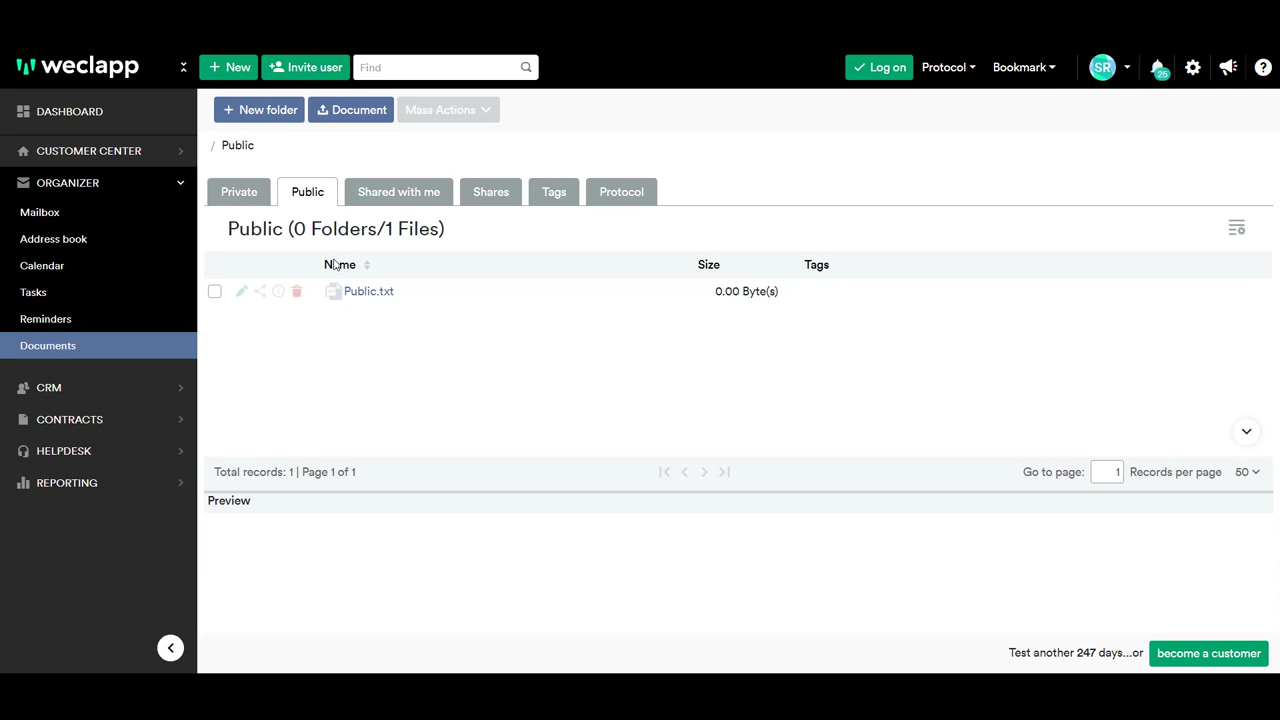 weclapp
+ New
Invite user
Find
Log on
Protocol
Bookmark
SR
25
DASHBOARD
CUSTOMER CENTER
ORGANIZER
Mailbox
Address book
Calendar
Tasks
Reminders
Documents
CRM
CONTRACTS
HELPDESK
REPORTING
+ New folder
Document
Mass Actions
/ Public
Private
Public
Shared with me
Shares
Tags
Protocol
Public (0 Folders/1 Files)
Name
Size
Tags
Public.txt
0.00 Byte(s)
Total records: 1 | Page 1 of 1
Go to page: 1
Records per page 50
Preview
Test another 247 days...or
become a customer